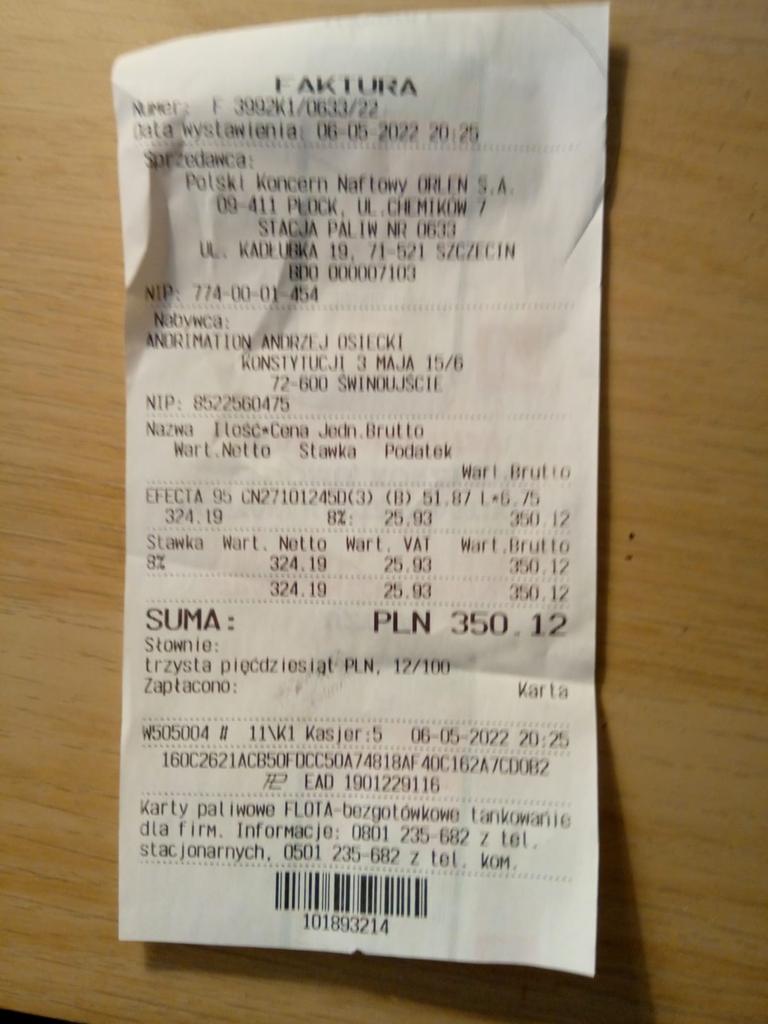 FAKTURA
Numer: F 3992K1/0633/22
Data wystawienia: 06-05-2022 20:25
Sprzedawca:
Polski Koncern Naftowy ORLEN S.A.
09-411 PŁOCK, UL.CHEMIKÓW 7
STACJA PALIW NR 0633
UL. KADŁUBKA 19, 71-521 SZCZECIN
BDO 000007103
NIP: 774-00-01-454
Nabywca:
ANDRIMATION ANDRZEJ OSIECKI
KONSTYTUCJI 3 MAJA 15/6
72-600 ŚWINOUJŚCIE
NIP: 8522560475
Nazwa Ilość*Cena Jedn.Brutto
Wart.Netto Stawka Podatek
Wart.Brutto
EFECTA 95 CN27101245D(3) (B) 51.87 L*6.75
324.19 8%: 25.93 350.12
Stawka Wart. Netto Wart. VAT Wart.Brutto
8% 324.19 25.93 350.12
324.19 25.93 350.12
SUMA: PLN 350.12
Słownie:
trzysta pięćdziesiąt PLN, 12/100
Zapłacono: Karta
W505004 # 11\K1 Kasjer:5 06-05-2022 20:25
160C2621ACB50FDCC50A74818AF40C162A7CD0B2
EAD 1901229116
Karty paliwowe FLOTA-bezgotówkowe tankowanie
dla firm. Informacje: 0801 235-682 z tel.
stacjonarnych, 0501 235-682 z tel. kom.
101893214